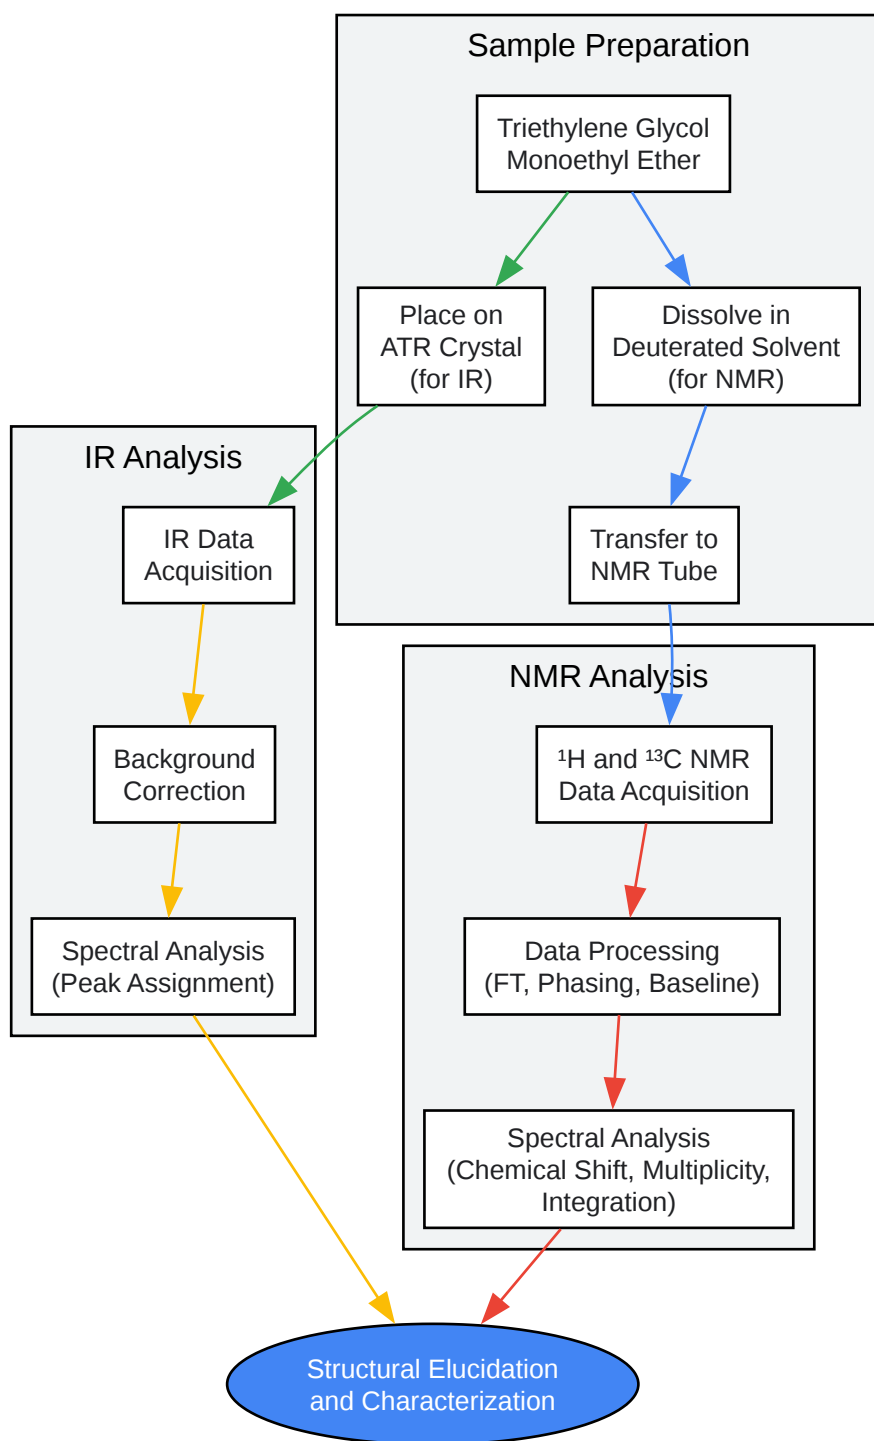 Sample Preparation
Triethylene Glycol
Monoethyl Ether
Place on
ATR Crystal
(for IR)
Dissolve in
Deuterated Solvent
(for NMR)
Transfer to
NMR Tube
IR Analysis
IR Data
Acquisition
Background
Correction
Spectral Analysis
(Peak Assignment)
NMR Analysis
¹H and ¹³C NMR
Data Acquisition
Data Processing
(FT, Phasing, Baseline)
Spectral Analysis
(Chemical Shift, Multiplicity,
Integration)
Structural Elucidation
and Characterization